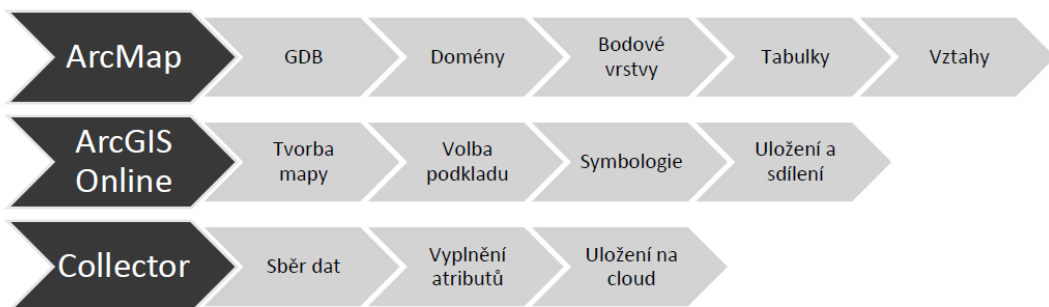 ArcMap
GDB
Domény
Bodové
vrstvy
Tabulky
Vztahy
ArcGIS
Online
Tvorba
mapy
Volba
podkladu
Symbologie
Uložení a
sdílení
Collector
Sběr dat
Vyplnění
atributů
Uložení na
cloud